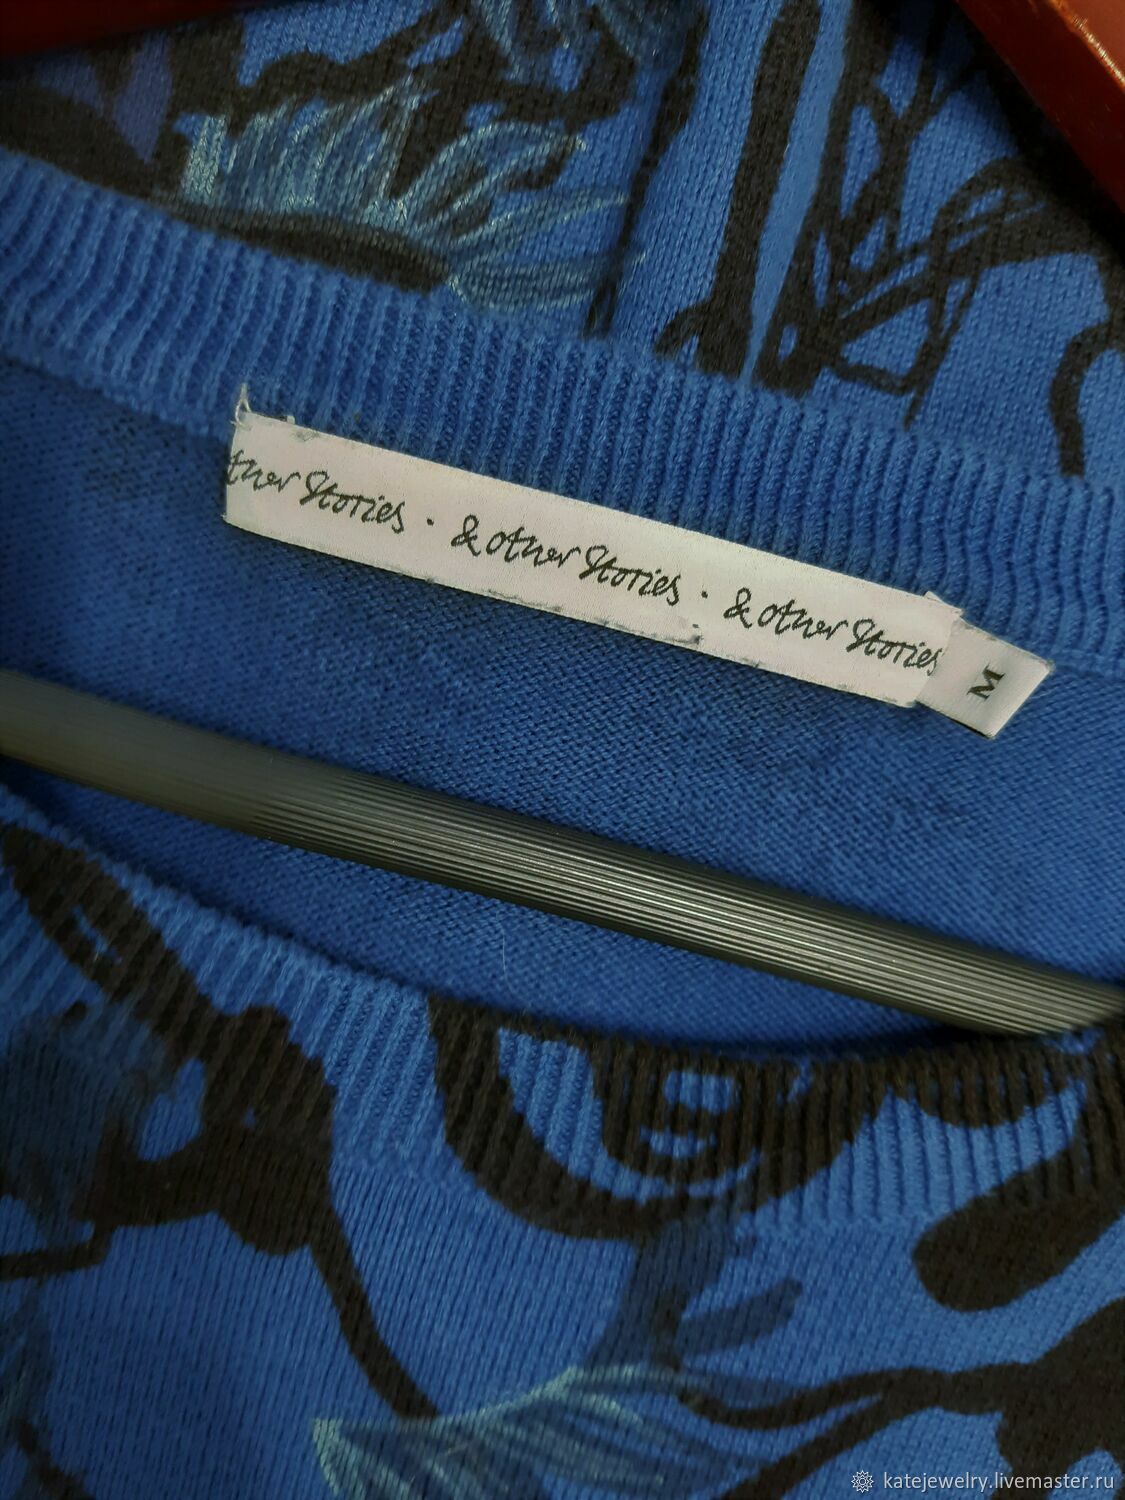 ther Stories · & other Stories · & other Stories
M
katejewelry.livemaster.ru